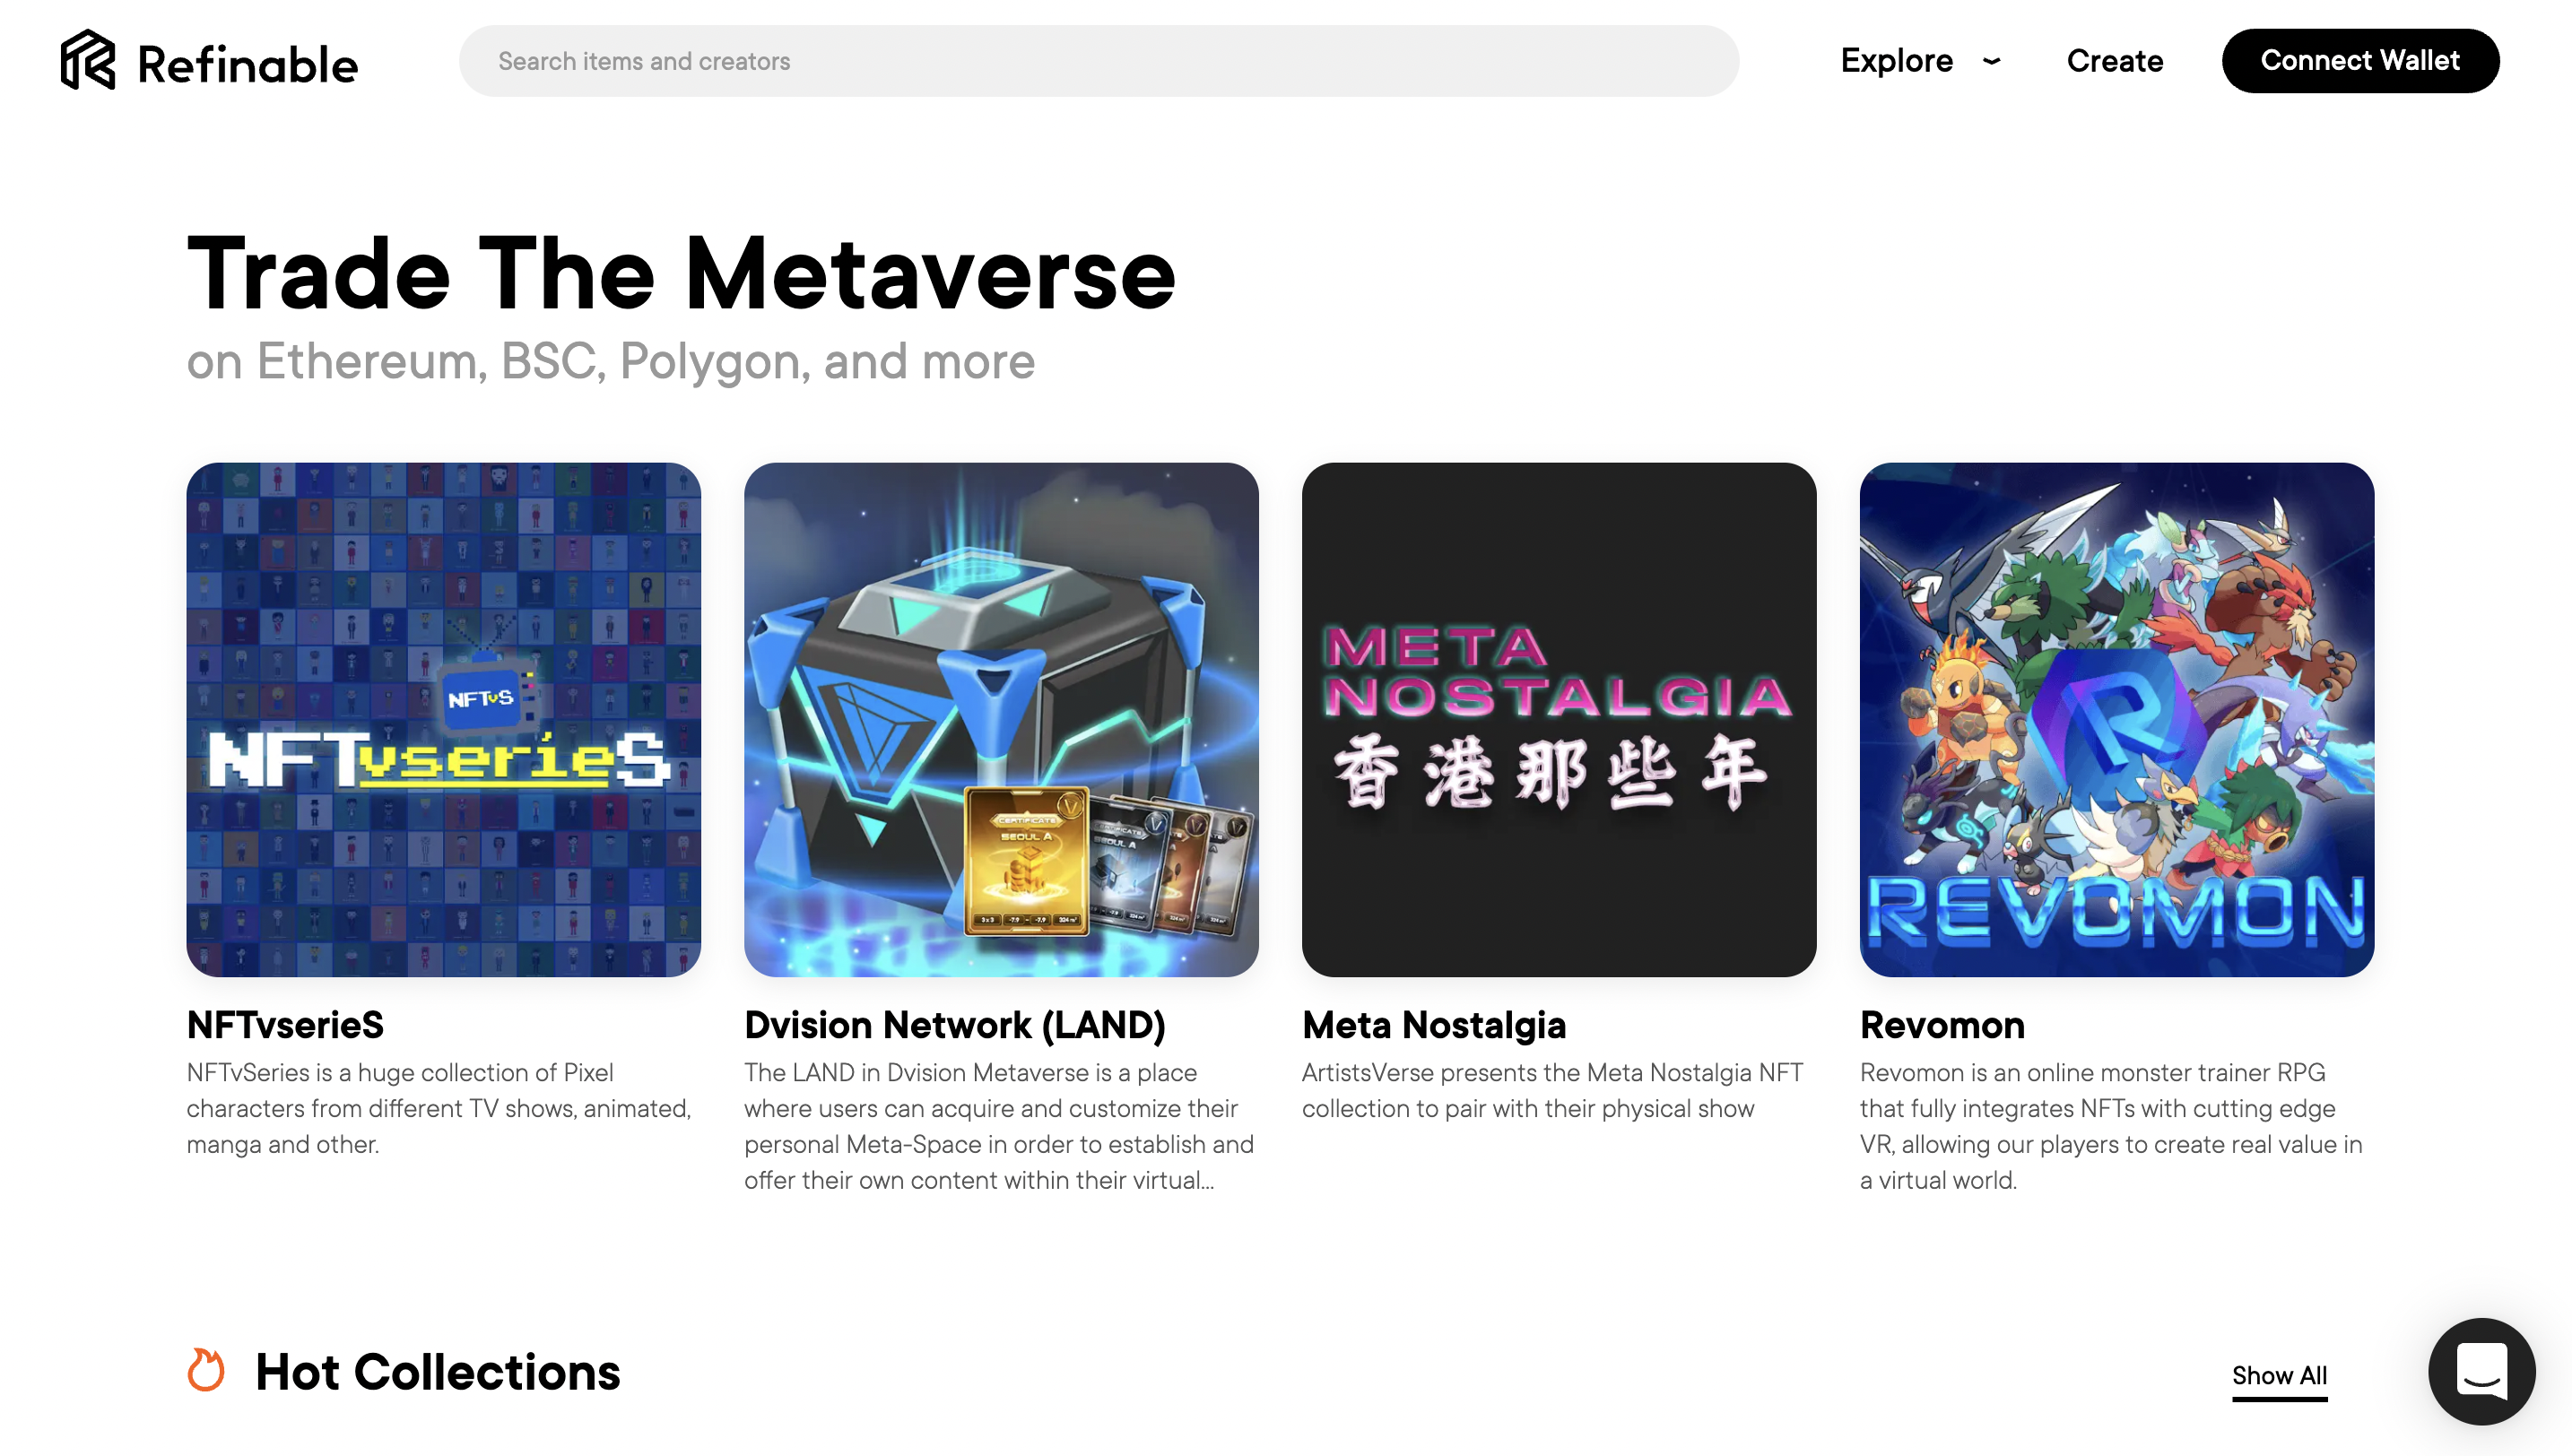 Refinable
Search items and creators
Explore
Create
Connect Wallet
Trade The Metaverse
on Ethereum, BSC, Polygon, and more
NFTvS
NFTvserieS
CERTIFICATE
SEOUL A
CERTIFICATE
SEOUL A
META
NOSTALGIA
香港那些年
REVOMON
NFTvserieS
NFTvSeries is a huge collection of Pixel
characters from different TV shows, animated,
manga and other.
Dvision Network (LAND)
The LAND in Dvision Metaverse is a place
where users can acquire and customize their
personal Meta-Space in order to establish and
offer their own content within their virtual...
Meta Nostalgia
ArtistsVerse presents the Meta Nostalgia NFT
collection to pair with their physical show
Revomon
Revomon is an online monster trainer RPG
that fully integrates NFTs with cutting edge
VR, allowing our players to create real value in
a virtual world.
Hot Collections
Show All